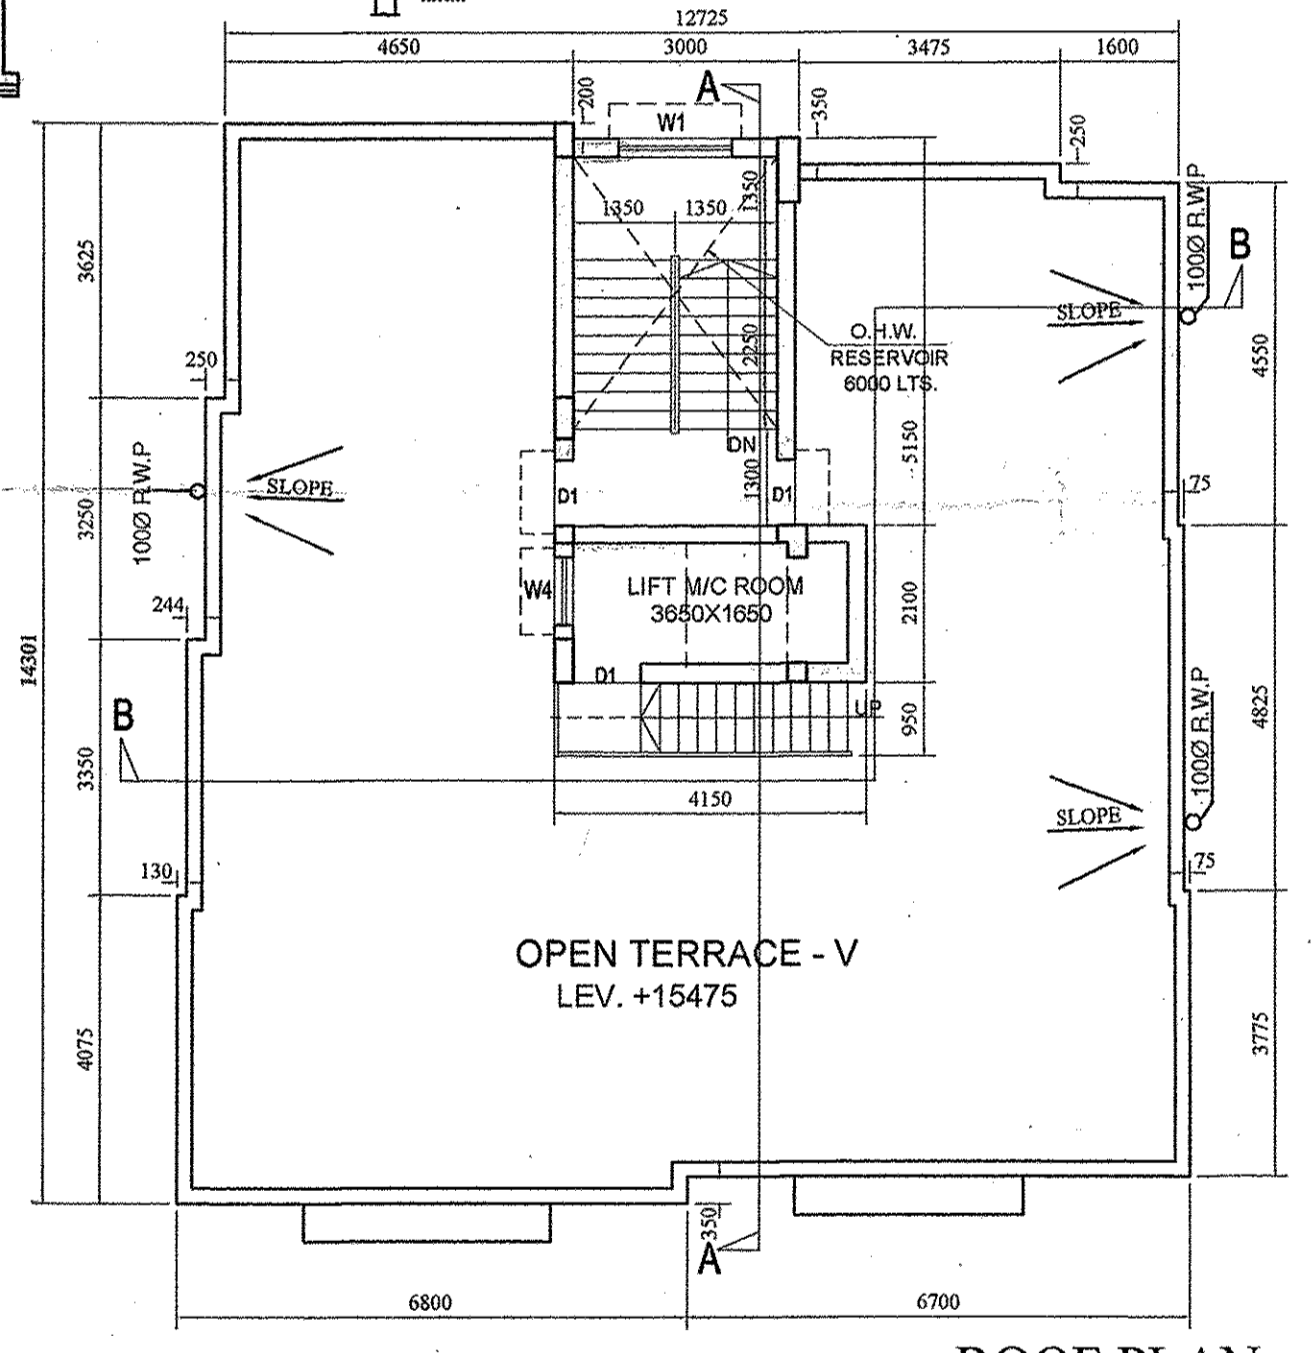 12725
4650 3000 3475 1600
200
A
W1
350
250
100Ø R.W.P
B
1350 1350
1350
3625
SLOPE
O.H.W.
RESERVOIR
6000 LTS.
2250
4550
250
DN
5150
100Ø R.W.P
SLOPE
D1
1300
D1
75
3250
W4
LIFT M/C ROOM
3650X1650
2100
244
14301
D1
UP
950
B
100Ø R.W.P
4825
3350
4150
SLOPE
130
75
OPEN TERRACE - V
LEV. +15475
4075
3775
350
A
6800 6700
ROOF PLAN